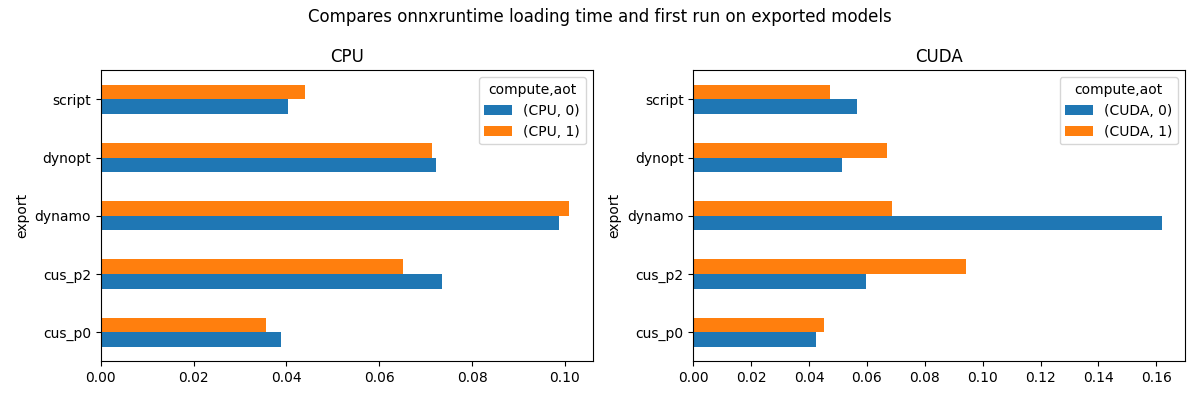 Compares onnxruntime loading time and first run on exported models
CPU
export
script
dynopt
dynamo
cus_p2
cus_p0
compute,aot
(CPU, 0)
(CPU, 1)
0.00 0.02 0.04 0.06 0.08 0.10
CUDA
export
script
dynopt
dynamo
cus_p2
cus_p0
compute,aot
(CUDA, 0)
(CUDA, 1)
0.00 0.02 0.04 0.06 0.08 0.10 0.12 0.14 0.16